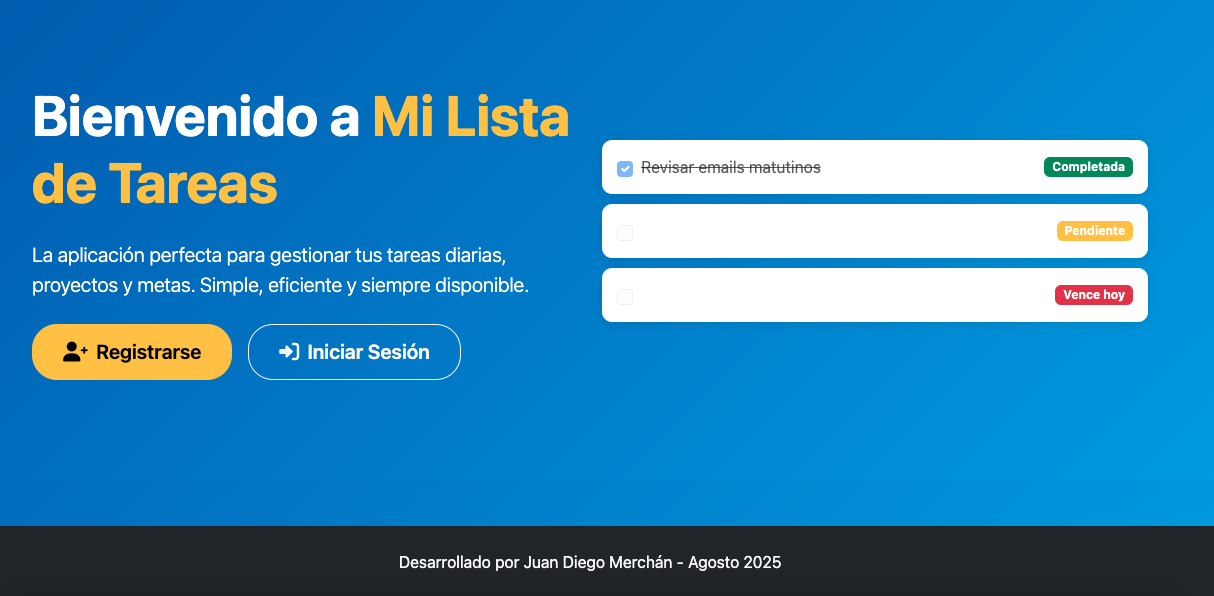 Bienvenido a Mi Lista
de Tareas
La aplicación perfecta para gestionar tus tareas diarias,
proyectos y metas. Simple, eficiente y siempre disponible.
Registrarse
Iniciar Sesión
Revisar emails matutinos
Completada
Pendiente
Vence hoy
Desarrollado por Juan Diego Merchán - Agosto 2025